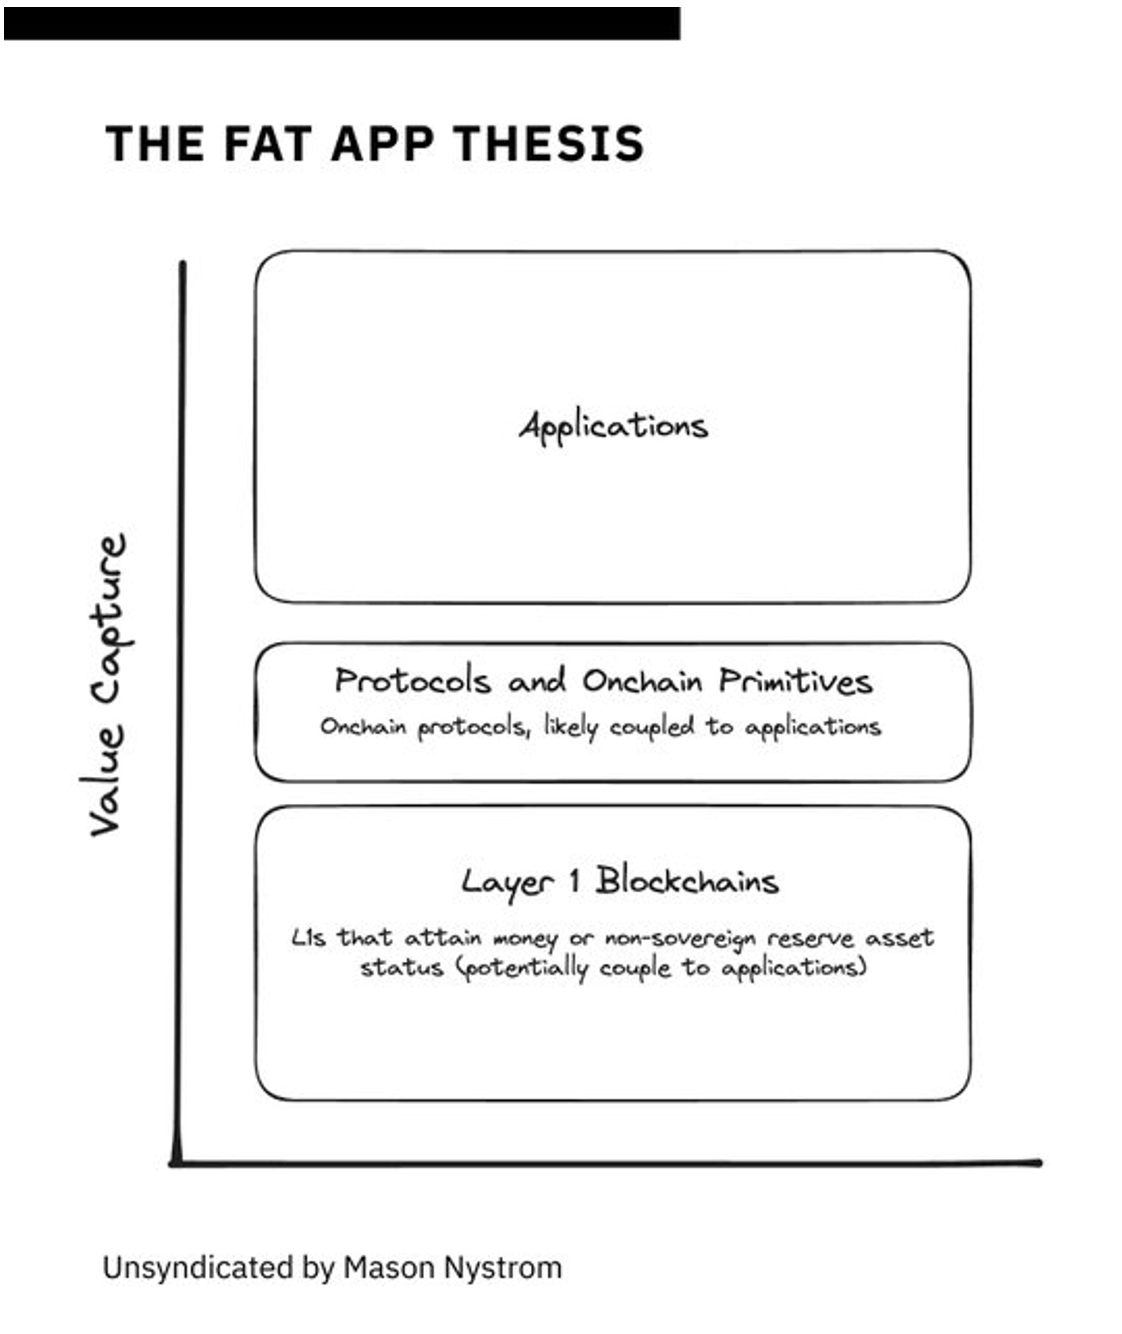 THE FAT APP THESIS
Applications
Value Capture
Protocols and Onchain Primitives
Onchain protocols, likely coupled to applications
Layer 1 Blockchains
L1s that attain money or non-sovereign reserve asset
status (potentially couple to applications)
Unsyndicated by Mason Nystrom